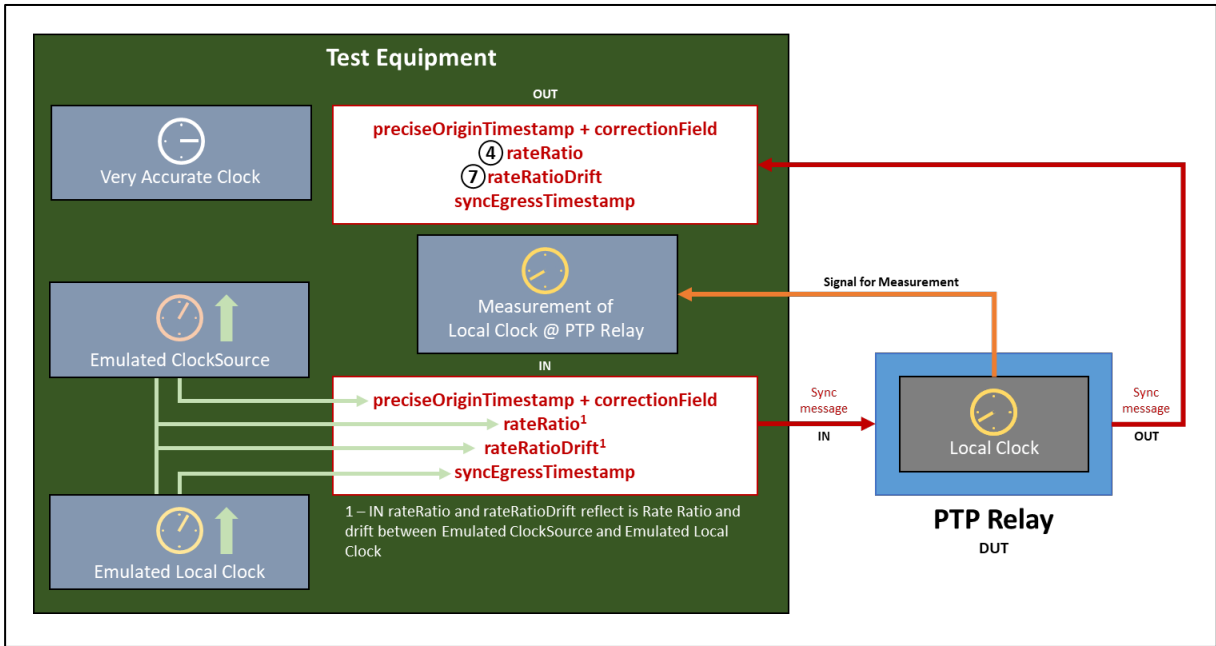 Test Equipment
OUT
preciseOriginTimestamp + correctionField
4 rateRatio
7 rateRatioDrift
syncEgressTimestamp
Very Accurate Clock
Measurement of
Local Clock @ PTP Relay
Signal for Measurement
Emulated ClockSource
IN
preciseOriginTimestamp + correctionField
rateRatio¹
rateRatioDrift¹
syncEgressTimestamp
Sync
message
IN
Local Clock
Sync
message
OUT
1 – IN rateRatio and rateRatioDrift reflect is Rate Ratio and
drift between Emulated ClockSource and Emulated Local
Clock
Emulated Local Clock
PTP Relay
DUT